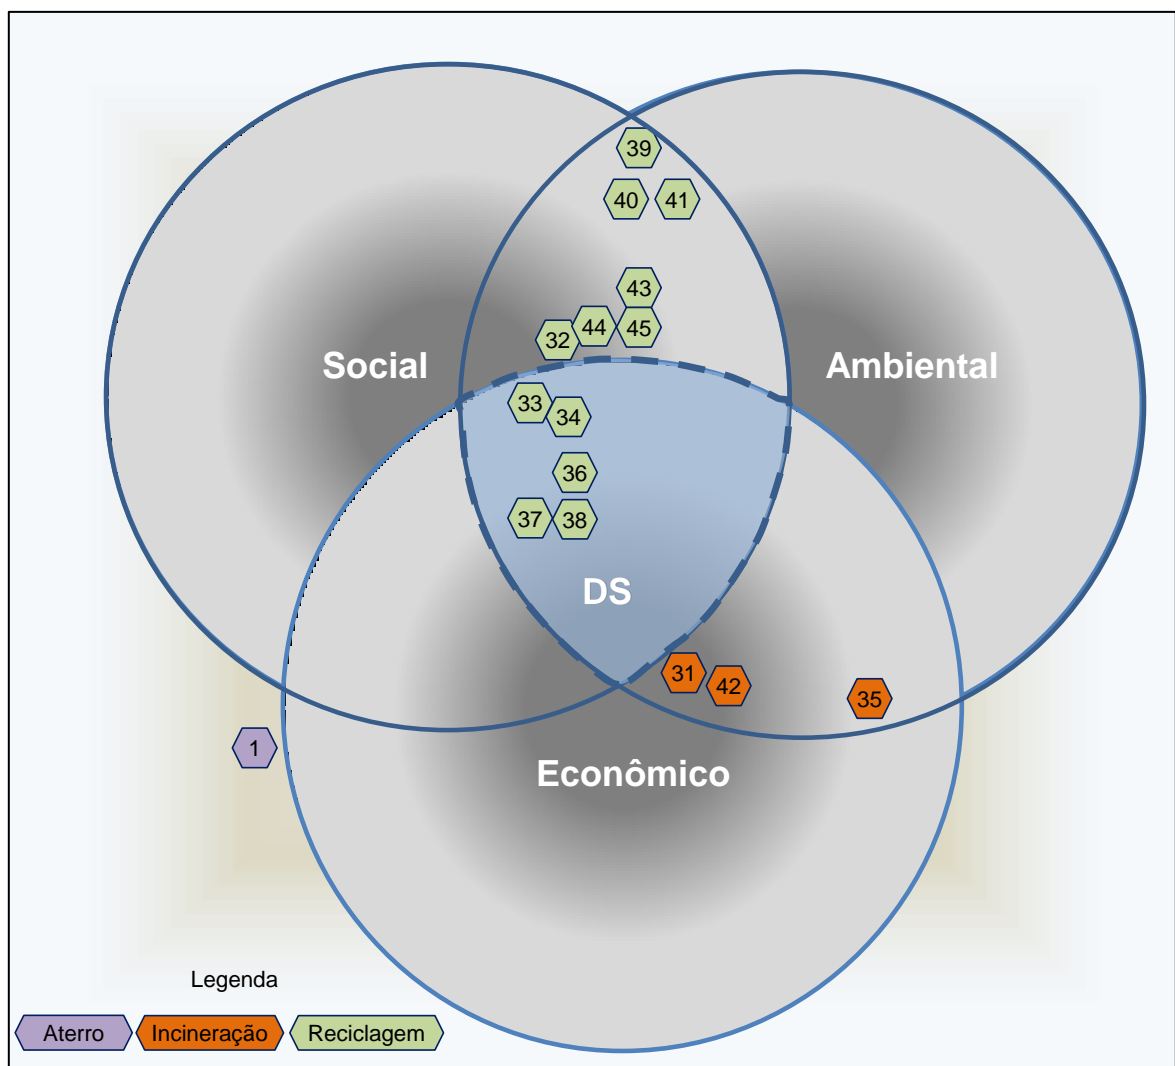 39
40 41
43
32 44 45
Social Ambiental
33 34
36
37 38
DS
31 42 35
1
Econômico
Legenda
Aterro Incineração Reciclagem